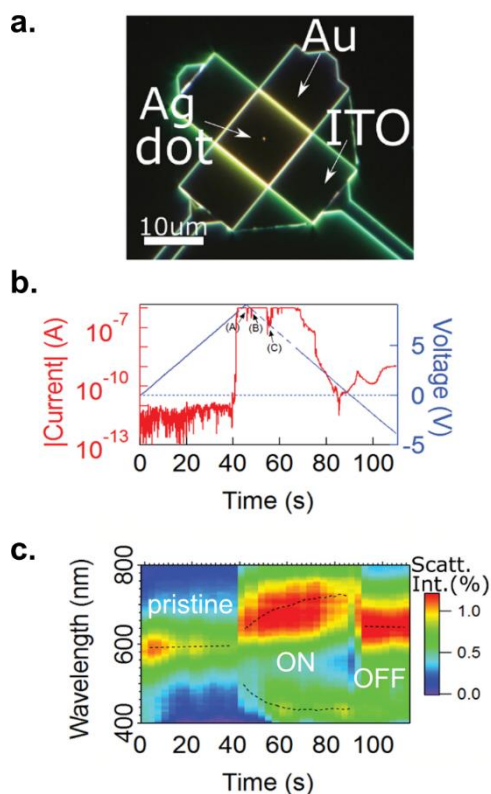 a.
Au
Ag
dot
ITO
10um
b.
|Current| (A)
10-7
10-10
10-13
(A)
(B)
(C)
Voltage (V)
5
0
-5
0 20 40 60 80 100
Time (s)
c.
Wavelength (nm)
800
600
400
pristine
ON
OFF
Scatt.
Int.(%)
1.0
0.5
0.0
0 20 40 60 80 100
Time (s)